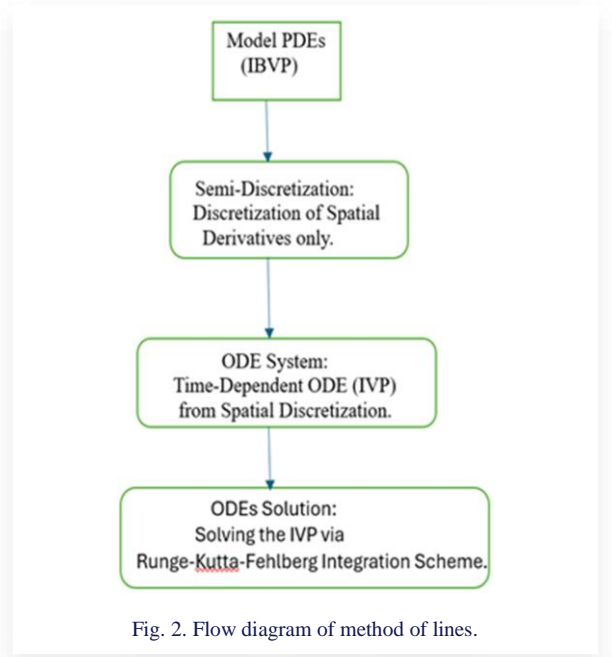 Model PDEs
(IBVP)
Semi-Discretization:
Discretization of Spatial
Derivatives only.
ODE System:
Time-Dependent ODE (IVP)
from Spatial Discretization.
ODEs Solution:
Solving the IVP via
Runge-Kutta-Fehlberg Integration Scheme.
Fig. 2. Flow diagram of method of lines.